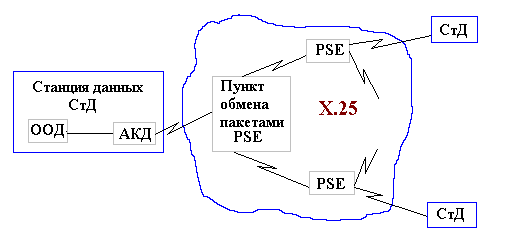 СтД
PSE
Станция данных
СтД
ООД
АКД
Пункт
обмена
пакетами
PSE
X.25
PSE
СтД